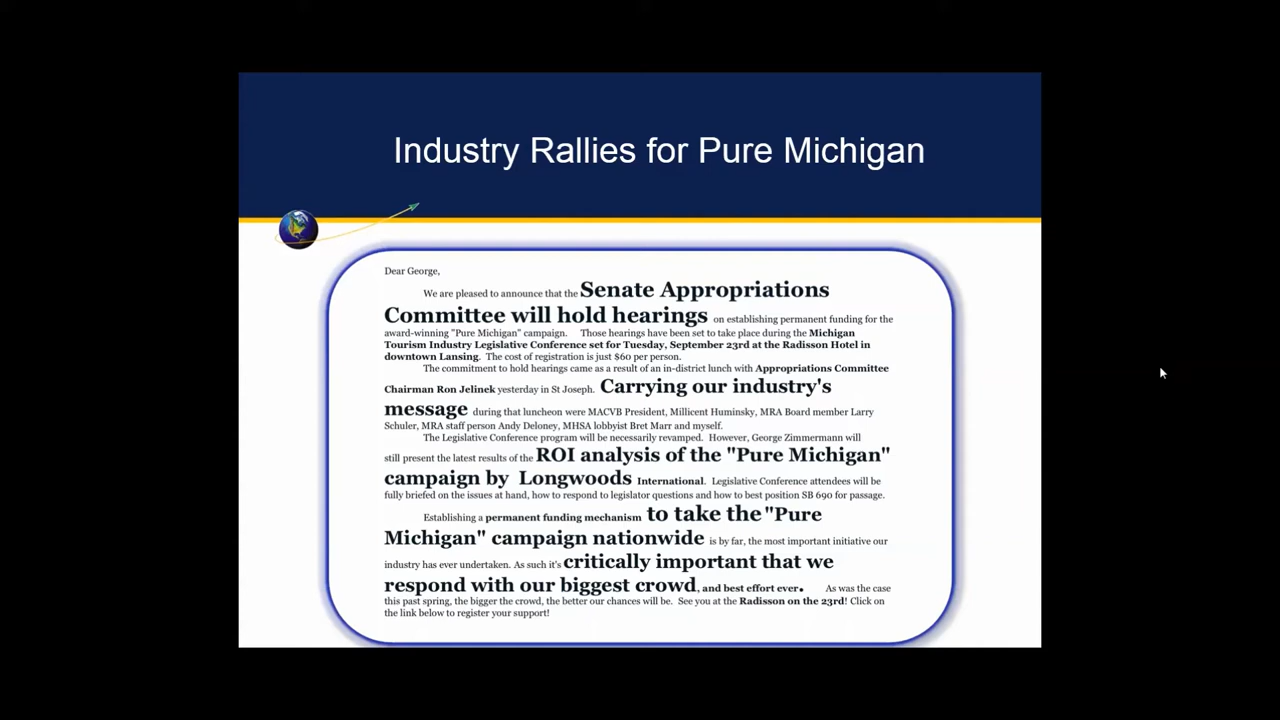 Industry Rallies for Pure Michigan
Dear George,
We are pleased to announce that the Senate Appropriations
Committee will hold hearings on establishing permanent funding for the
award-winning "Pure Michigan" campaign. Those hearings have been set to take place during the Michigan
Tourism Industry Legislative Conference set for Tuesday, September 23rd at the Radisson Hotel in
downtown Lansing. The cost of registration is just $60 per person.
The commitment to hold hearings came as a result of an in-district lunch with Appropriations Committee
Chairman Ron Jelinek yesterday in St Joseph. Carrying our industry's
message during that luncheon were MACVB President, Millicent Huminsky, MRA Board member Larry
Schuler, MRA staff person Andy Deloney, MHSA lobbyist Bret Marr and myself.
The Legislative Conference program will be necessarily revamped. However, George Zimmermann will
still present the latest results of the ROI analysis of the "Pure Michigan"
campaign by Longwoods International. Legislative Conference attendees will be
fully briefed on the issues at hand, how to respond to legislator questions and how to best position SB 690 for passage.
Establishing a permanent funding mechanism to take the "Pure
Michigan" campaign nationwide is by far, the most important initiative our
industry has ever undertaken. As such it's critically important that we
respond with our biggest crowd, and best effort ever. As was the case
this past spring, the bigger the crowd, the better our chances will be. See you at the Radisson on the 23rd! Click on
the link below to register your support!